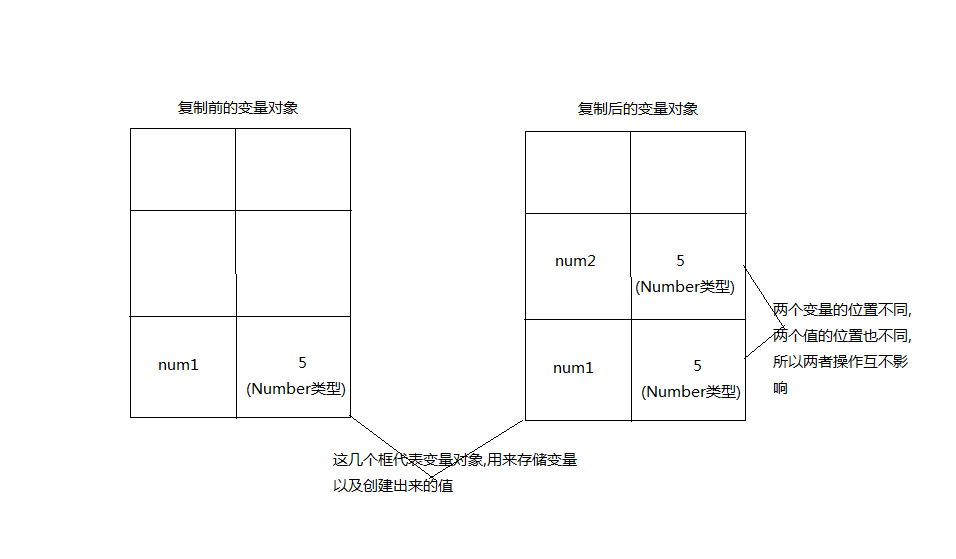 复制前的变量对象
复制后的变量对象
num1
5
(Number类型)
num2
5
(Number类型)
num1
5
(Number类型)
两个变量的位置不同,
两个值的位置也不同,
所以两者操作互不影
响
这几个框代表变量对象,用来存储变量
以及创建出来的值